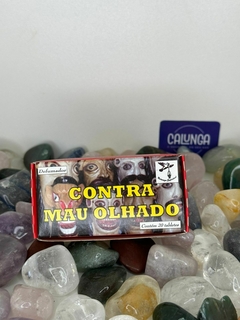 CALUNGA
Defumador
CONTRA
MAU OLHADO
Contém 20 tabletes